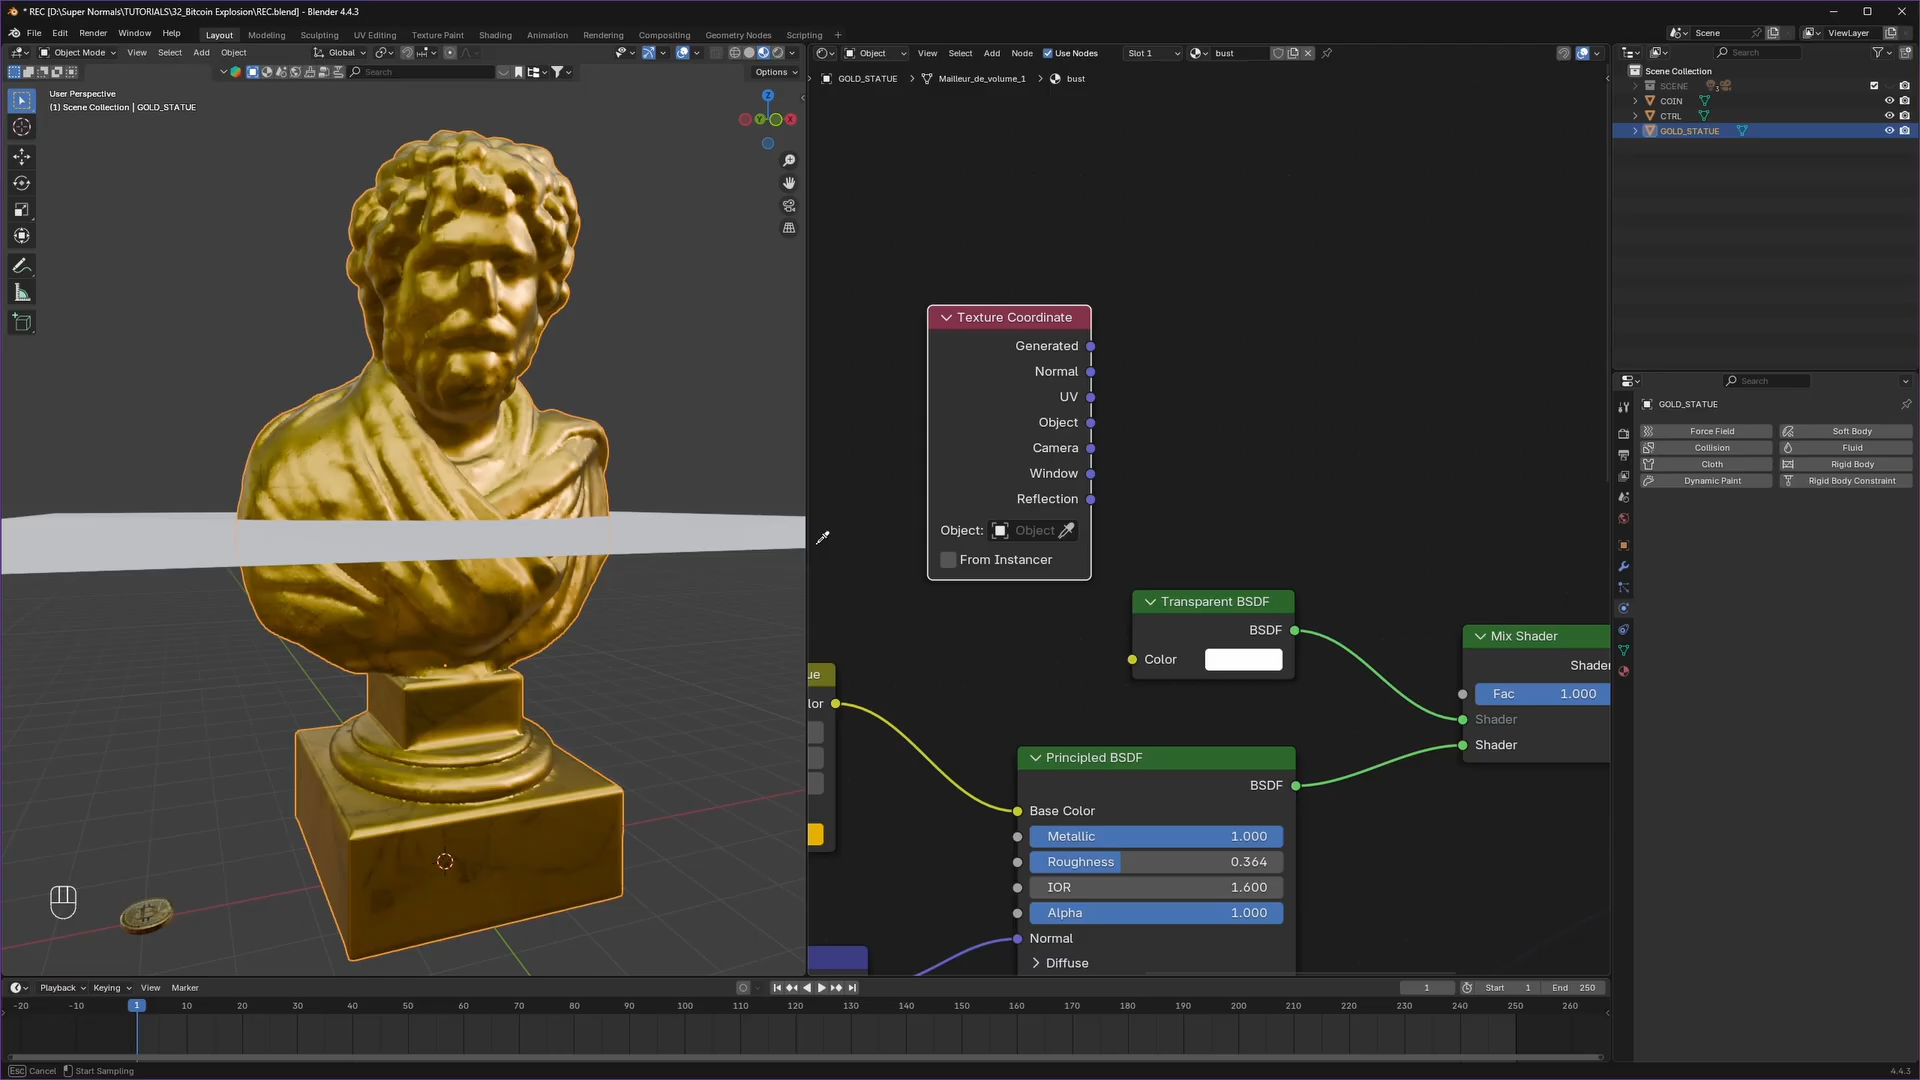 * REC [D:\Super Normals\TUTORIALS\32_Bitcoin Explosion\REC.blend] - Blender 4.4.3
File Edit Render Window Help Layout Modeling Sculpting UV Editing Texture Paint Shading Animation Rendering Compositing Geometry Nodes Scripting + Scene ViewLayer
Object Mode View Select Add Object Global
Object View Select Add Node Use Nodes Slot 1 bust
Search
Search Options
GOLD_STATUE > Mailleur_de_volume_1 > bust
User Perspective
(1) Scene Collection | GOLD_STATUE
Z
Y X
Scene Collection
SCENE 3
COIN
CTRL
GOLD_STATUE
Texture Coordinate
Generated
Normal
UV
Object
Camera
Window
Reflection
Object: Object
From Instancer
Transparent BSDF
BSDF
Color
Mix Shader
Shader
Fac 1.000
Shader
Shader
ue
lor
Principled BSDF
BSDF
Base Color
Metallic 1.000
Roughness 0.364
IOR 1.600
Alpha 1.000
Normal
Diffuse
Search
GOLD_STATUE
Force Field Soft Body
Collision Fluid
Cloth Rigid Body
Dynamic Paint Rigid Body Constraint
Playback Keying View Marker 1 Start 1 End 250
-20 -10 1 10 20 30 40 50 60 70 80 90 100 110 120 130 140 150 160 170 180 190 200 210 220 230 240 250 260
Esc Cancel Start Sampling 4.4.3